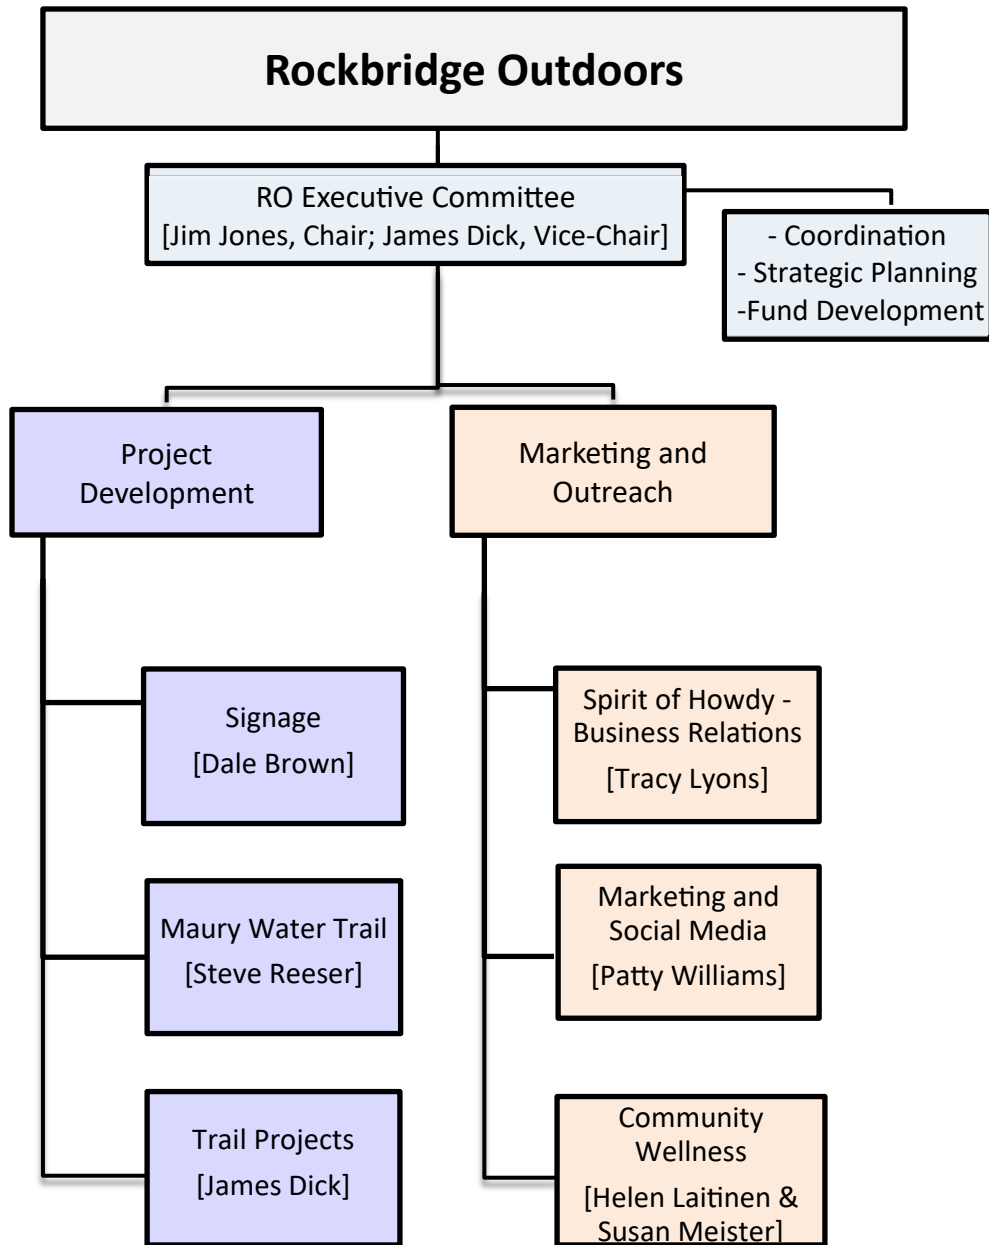 Rockbridge Outdoors
RO Executive Committee
[Jim Jones, Chair; James Dick, Vice-Chair]
- Coordination
- Strategic Planning
-Fund Development
Project
Development
Marketing and
Outreach
Signage
[Dale Brown]
Spirit of Howdy -
Business Relations
[Tracy Lyons]
Maury Water Trail
[Steve Reeser]
Marketing and
Social Media
[Patty Williams]
Trail Projects
[James Dick]
Community
Wellness
[Helen Laitinen &
Susan Meister]